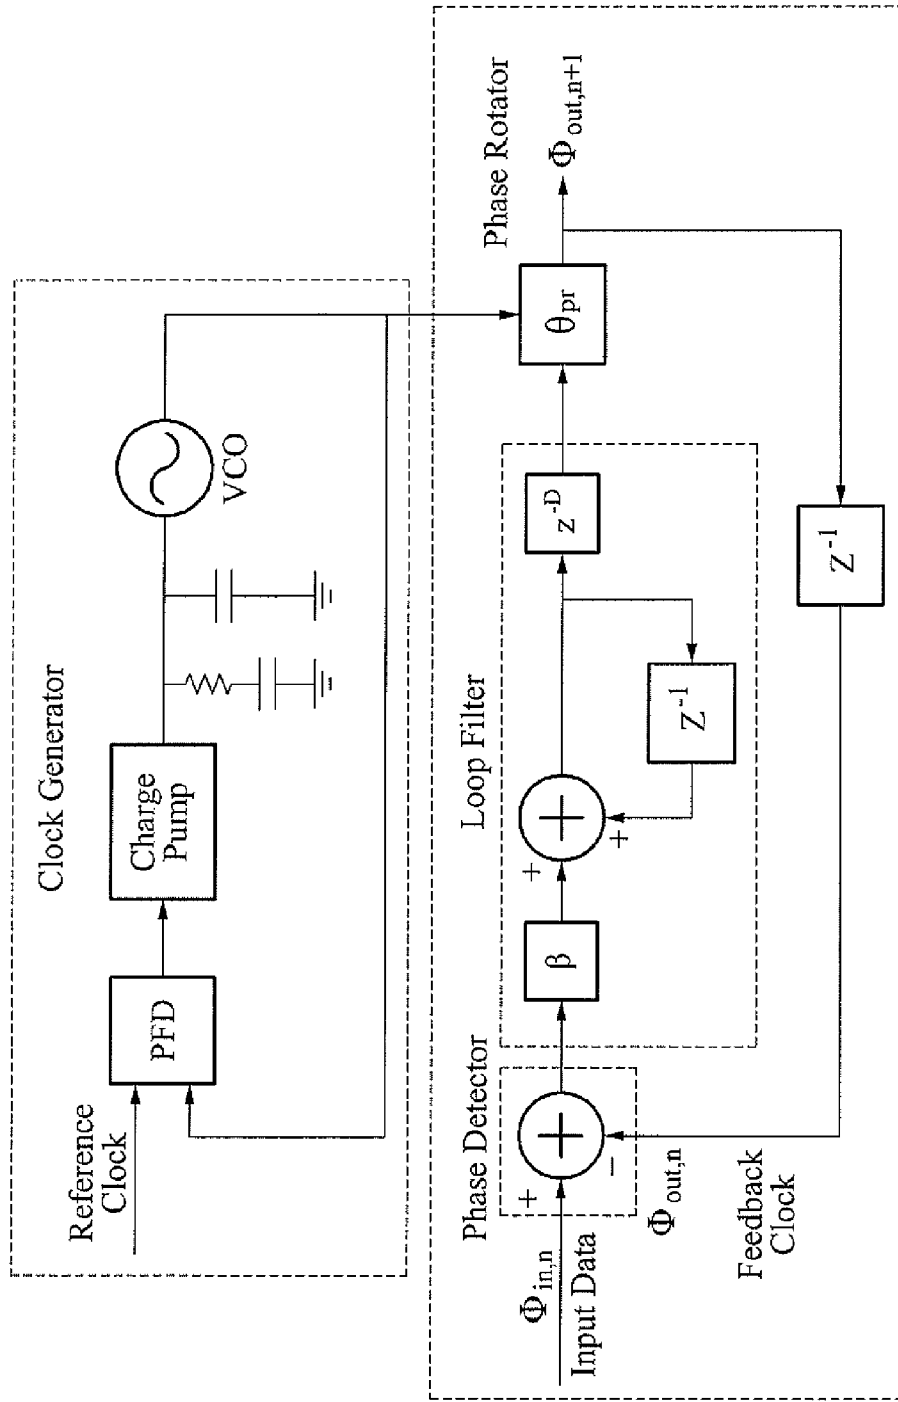 Clock Generator
Reference
Clock
PFD
Charge
Pump
VCO
Phase Detector
Loop Filter
Phase Rotator
Φin,n
Input Data
+
−
β
+
+
z-D
θpr
Φout,n+1
Z-1
Φout,n
Feedback
Clock
Z-1